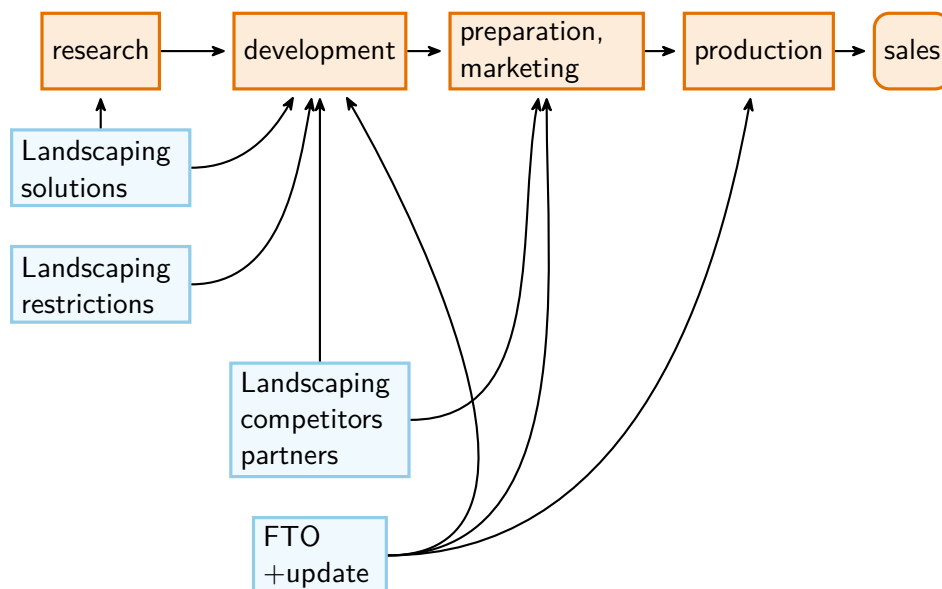 research
development
preparation,
marketing
production
sales
Landscaping
solutions
Landscaping
restrictions
Landscaping
competitors
partners
FTO
+update